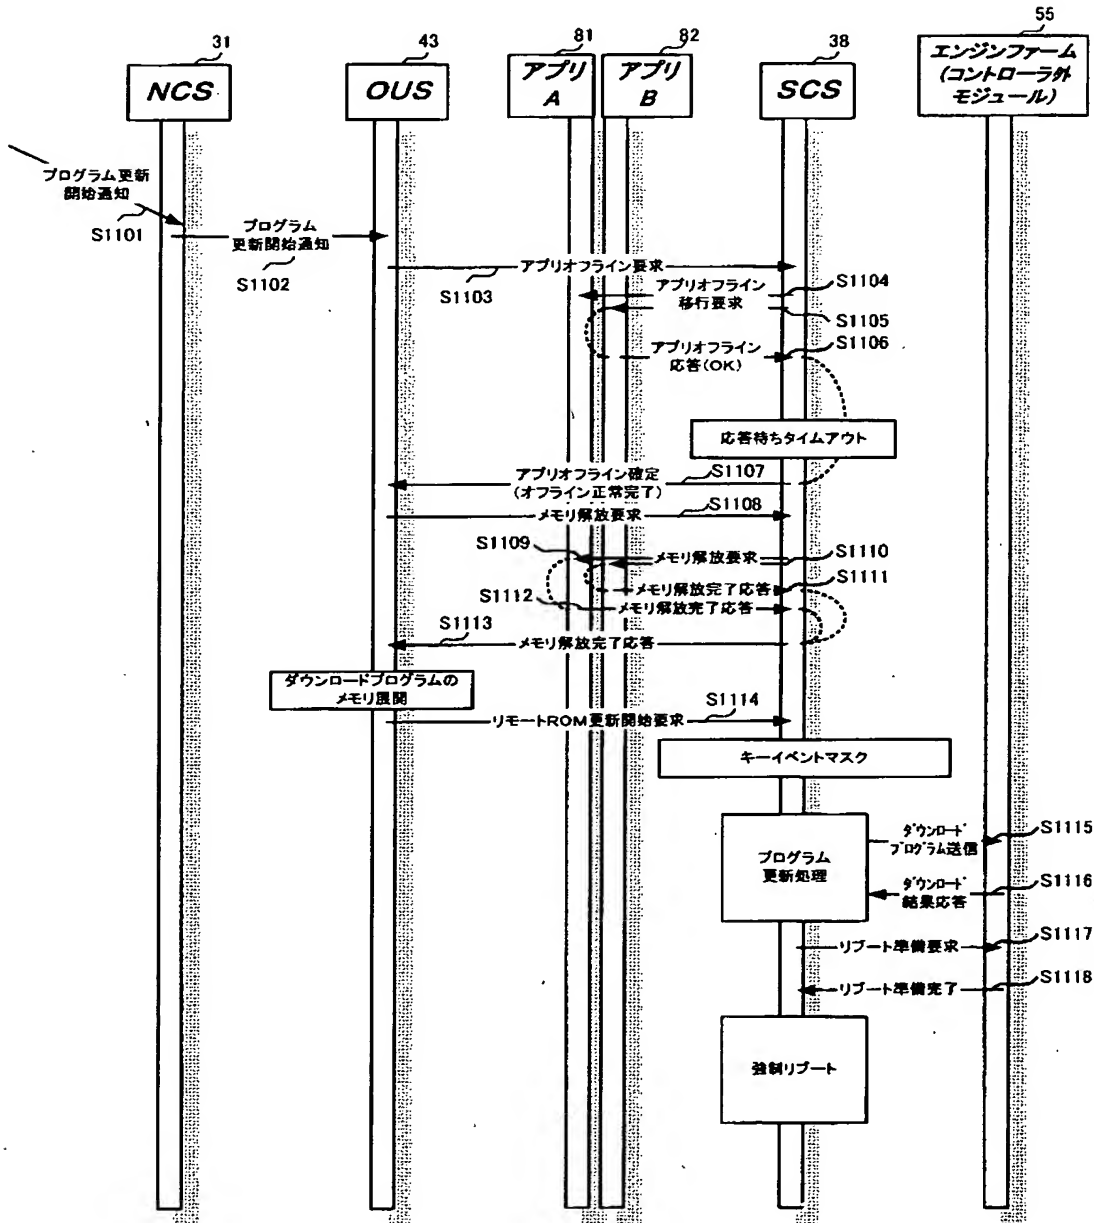 31
43
81
82
38
55
NCS
OUS
アプリ
A
アプリ
B
SCS
エンジンファーム
(コントローラ外
モジュール)
プログラム更新
開始通知
S1101
プログラム
更新開始通知
S1102
アプリオフライン要求
S1103
アプリオフライン
移行要求
S1104
S1105
アプリオフライン
応答(OK)
S1106
応答待ちタイムアウト
アプリオフライン確定
(オフライン正常完了)
S1107
メモリ解放要求
S1108
S1109
メモリ解放要求
S1110
メモリ解放完了応答
S1111
S1112
メモリ解放完了応答
S1113
メモリ解放完了応答
ダウンロードプログラムの
メモリ展開
S1114
リモートROM更新開始要求
キーイベントマスク
プログラム
更新処理
ダウンロード
プログラム送信
S1115
ダウンロード
結果応答
S1116
リブート準備要求
S1117
リブート準備完了
S1118
強制リブート